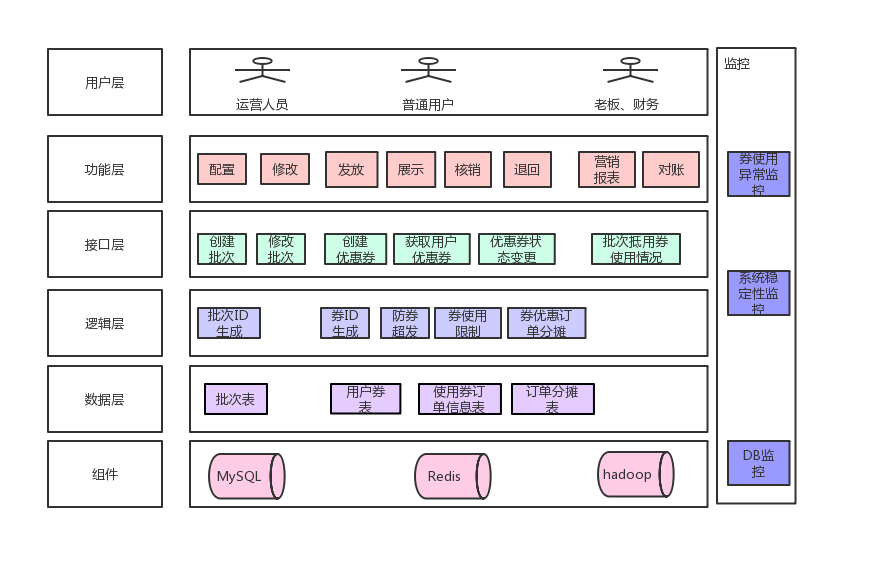 用户层
运营人员
普通用户
老板、财务
监控
功能层
配置
修改
发放
展示
核销
退回
营销
报表
对账
券使用
异常监
控
接口层
创建
批次
修改
批次
创建
优惠券
获取用户
优惠券
优惠券状
态变更
批次抵用券
使用情况
系统稳
定性监
控
逻辑层
批次ID
生成
券ID
生成
防券
超发
券使用
限制
券优惠订
单分摊
数据层
批次表
用户券
表
使用券订
单信息表
订单分摊
表
组件
MySQL
Redis
hadoop
DB监
控